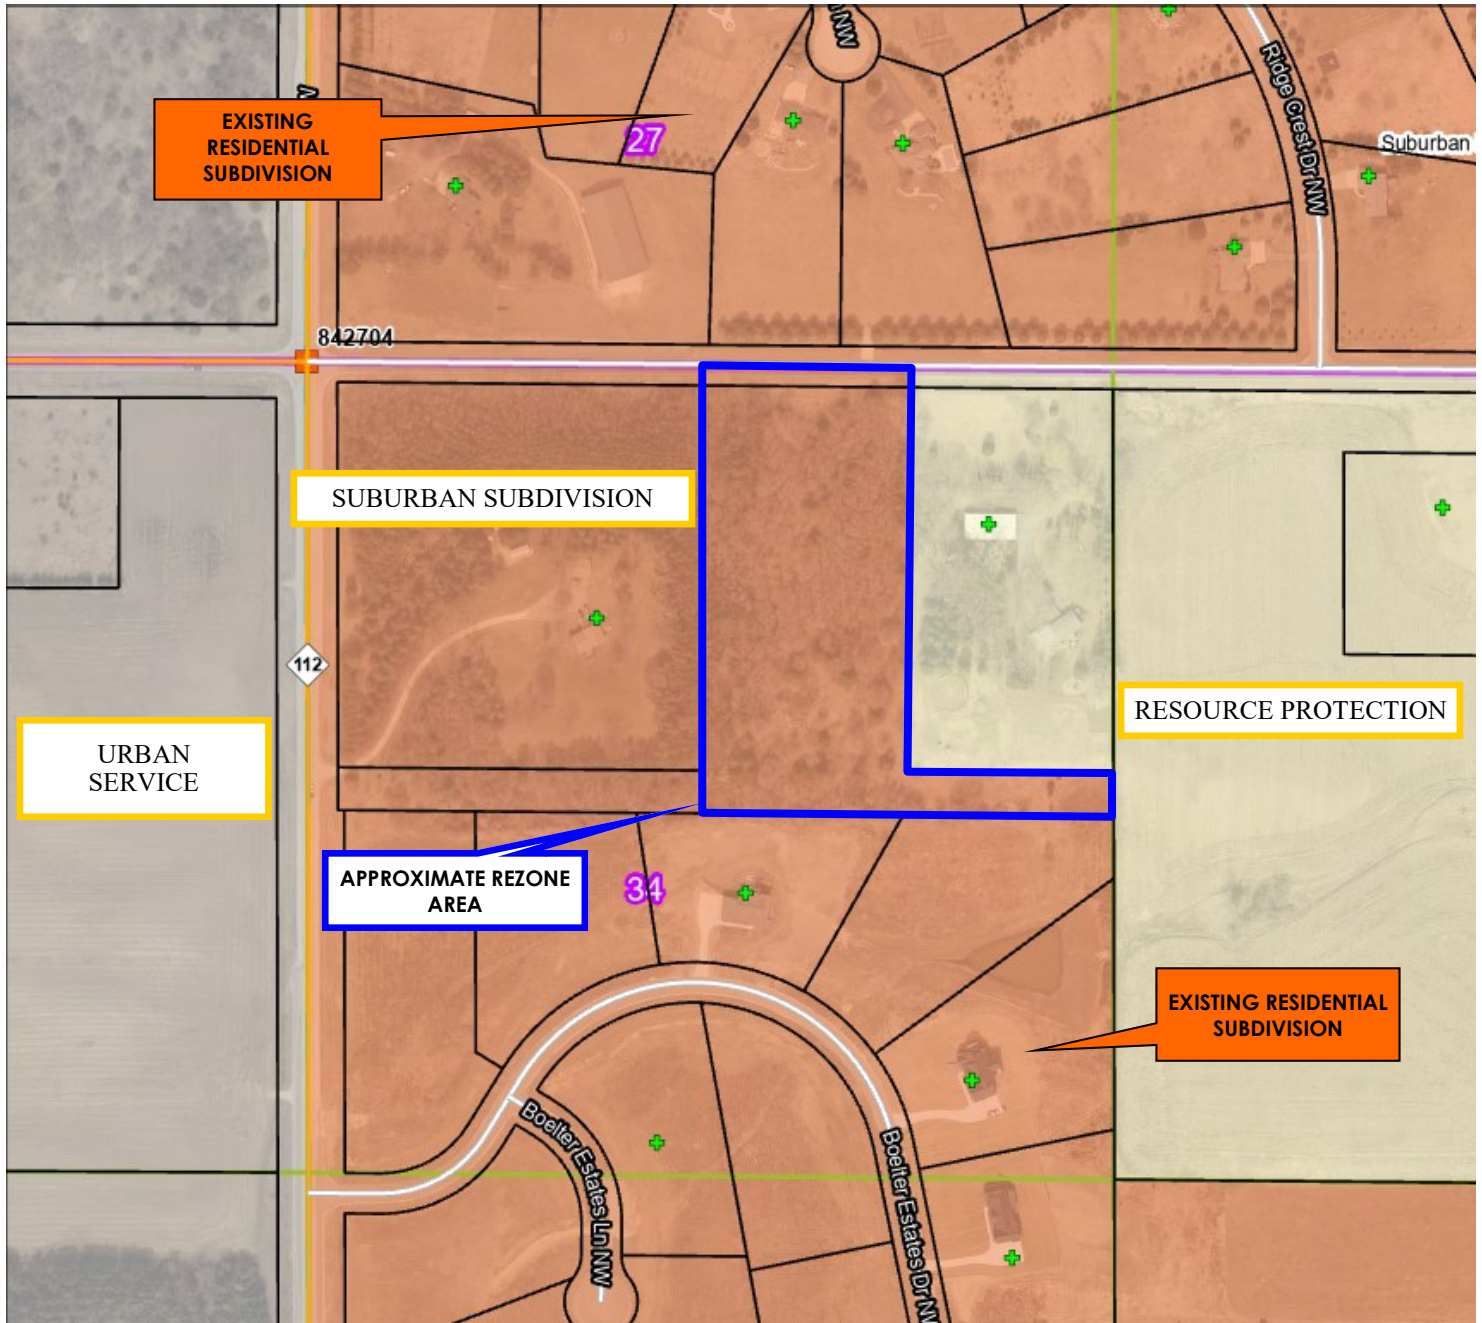 NW
Ridge Crest Dr NW
EXISTING
RESIDENTIAL
SUBDIVISION
27
Suburban
842704
SUBURBAN SUBDIVISION
112
RESOURCE PROTECTION
URBAN
SERVICE
APPROXIMATE REZONE
AREA
34
EXISTING RESIDENTIAL
SUBDIVISION
Boelter Estates Ln NW
Boelter Estates Dr NW